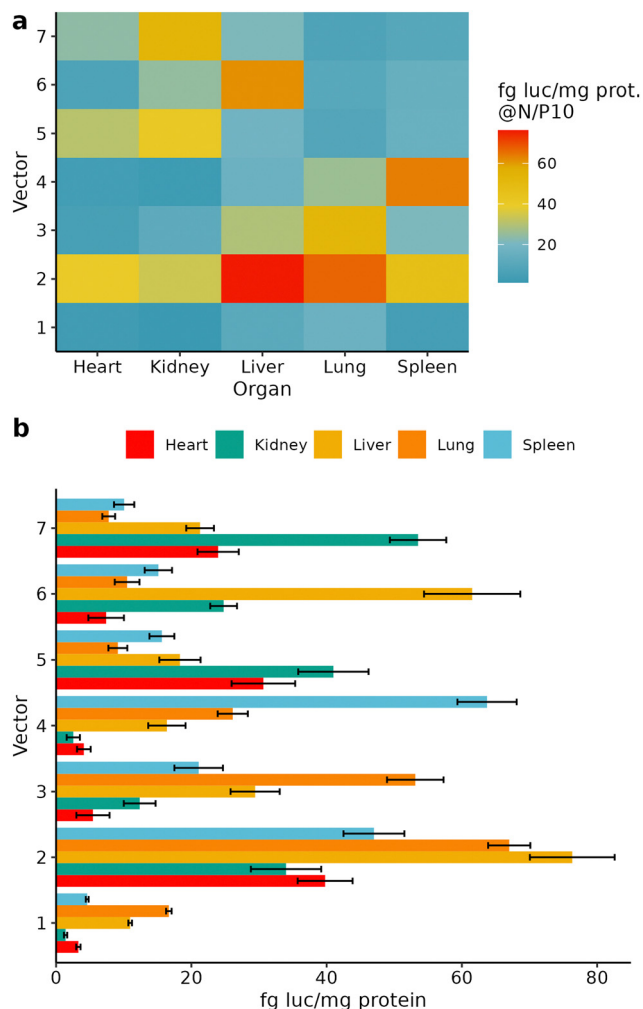 a
7
6
5
4
3
2
1
Vector
Heart Kidney Liver Lung Spleen
Organ
fg luc/mg prot.
@N/P10
60
40
20
b
Heart Kidney Liver Lung Spleen
7
6
5
4
3
2
1
Vector
0 20 40 60 80
fg luc/mg protein